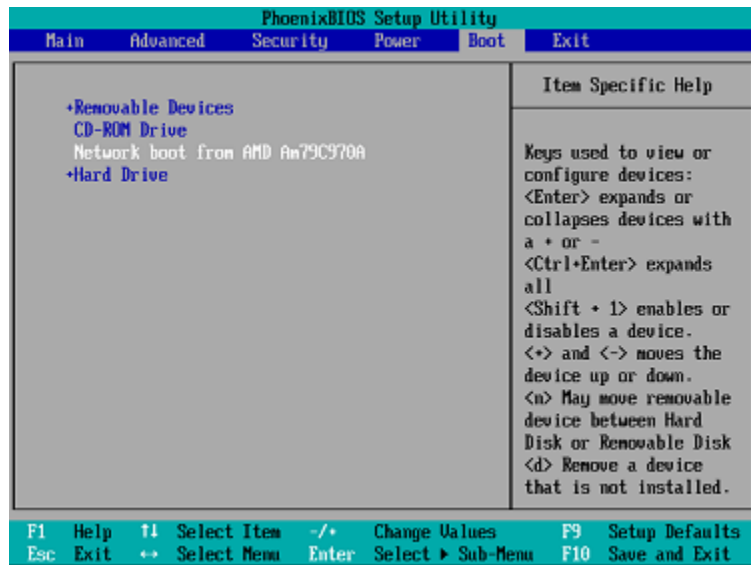 PhoenixBIOS Setup Utility
Main Advanced Security Power Boot Exit
+Removable Devices
CD-ROM Drive
Network boot from AMD Am79C970A
+Hard Drive
Item Specific Help
Keys used to view or
configure devices:
<Enter> expands or
collapses devices with
a + or -
<Ctrl+Enter> expands
all
<Shift + 1> enables or
disables a device.
<+> and <-> moves the
device up or down.
<n> May move removable
device between Hard
Disk or Removable Disk
<d> Remove a device
that is not installed.
F1 Help ↑↓ Select Item -/+ Change Values F9 Setup Defaults
Esc Exit ↔ Select Menu Enter Select ▶ Sub-Menu F10 Save and Exit